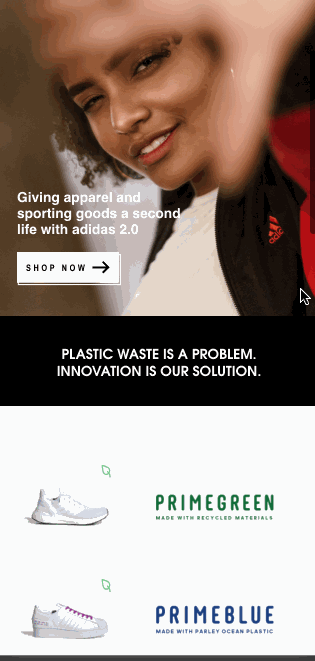 Giving apparel and
sporting goods a second
life with adidas 2.0
SHOP NOW
adidas
PLASTIC WASTE IS A PROBLEM.
INNOVATION IS OUR SOLUTION.
PRIMEGREEN
MADE WITH RECYCLED MATERIALS
PRIMEBLUE
MADE WITH PARLEY OCEAN PLASTIC